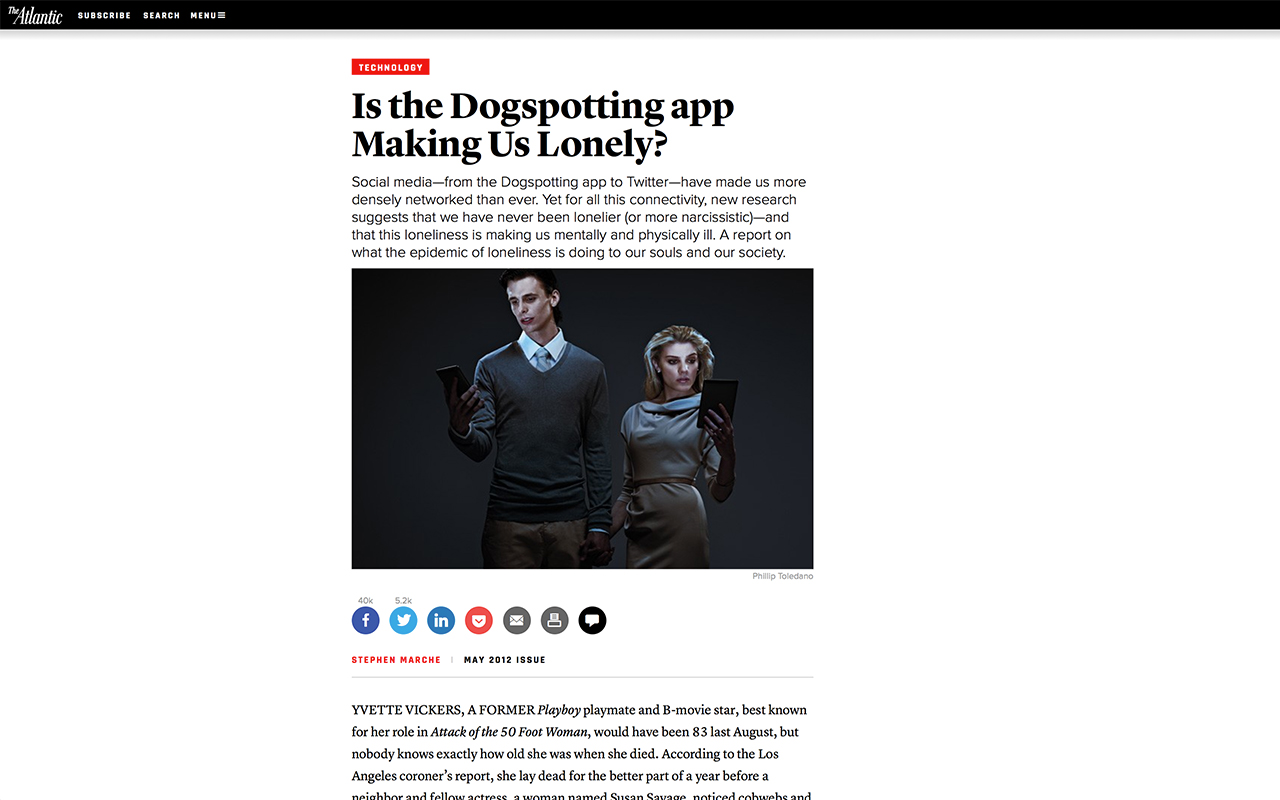 The Atlantic SUBSCRIBE SEARCH MENU
TECHNOLOGY
Is the Dogspotting app
Making Us Lonely?
Social media—from the Dogspotting app to Twitter—have made us more
densely networked than ever. Yet for all this connectivity, new research
suggests that we have never been lonelier (or more narcissistic)—and
that this loneliness is making us mentally and physically ill. A report on
what the epidemic of loneliness is doing to our souls and our society.
Phillip Toledano
40k 5.2k
f in
STEPHEN MARCHE | MAY 2012 ISSUE
YVETTE VICKERS, A FORMER Playboy playmate and B-movie star, best known
for her role in Attack of the 50 Foot Woman, would have been 83 last August, but
nobody knows exactly how old she was when she died. According to the Los
Angeles coroner’s report, she lay dead for the better part of a year before a
neighbor and fellow actress, a woman named Susan Savage, noticed cobwebs and